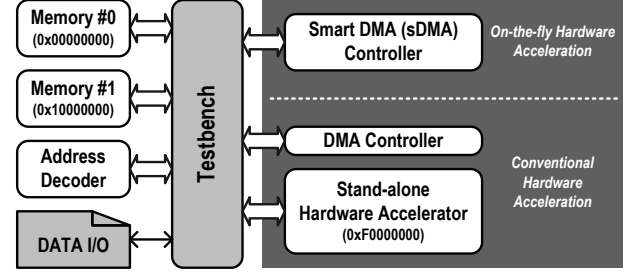 Memory #0
(0x00000000)
Memory #1
(0x10000000)
Address
Decoder
DATA I/O
Testbench
Smart DMA (sDMA)
Controller
On-the-fly Hardware
Acceleration
DMA Controller
Stand-alone
Hardware Accelerator
(0xF0000000)
Conventional
Hardware
Acceleration